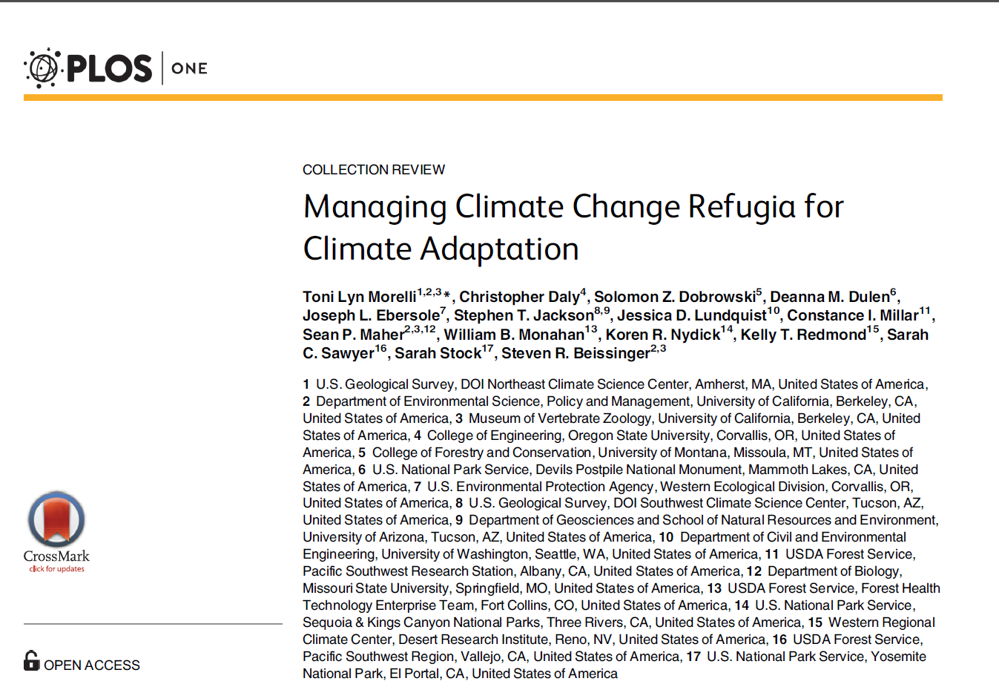 PLOS | ONE
COLLECTION REVIEW
Managing Climate Change Refugia for
Climate Adaptation
Toni Lyn Morelli1,2,3*, Christopher Daly4, Solomon Z. Dobrowski5, Deanna M. Dulen6,
Joseph L. Ebersole7, Stephen T. Jackson8,9, Jessica D. Lundquist10, Constance I. Millar11,
Sean P. Maher2,3,12, William B. Monahan13, Koren R. Nydick14, Kelly T. Redmond15, Sarah
C. Sawyer16, Sarah Stock17, Steven R. Beissinger2,3
1 U.S. Geological Survey, DOI Northeast Climate Science Center, Amherst, MA, United States of America,
2 Department of Environmental Science, Policy and Management, University of California, Berkeley, CA,
United States of America, 3 Museum of Vertebrate Zoology, University of California, Berkeley, CA, United
States of America, 4 College of Engineering, Oregon State University, Corvallis, OR, United States of
America, 5 College of Forestry and Conservation, University of Montana, Missoula, MT, United States of
America, 6 U.S. National Park Service, Devils Postpile National Monument, Mammoth Lakes, CA, United
States of America, 7 U.S. Environmental Protection Agency, Western Ecological Division, Corvallis, OR,
United States of America, 8 U.S. Geological Survey, DOI Southwest Climate Science Center, Tucson, AZ,
United States of America, 9 Department of Geosciences and School of Natural Resources and Environment,
University of Arizona, Tucson, AZ, United States of America, 10 Department of Civil and Environmental
Engineering, University of Washington, Seattle, WA, United States of America, 11 USDA Forest Service,
Pacific Southwest Research Station, Albany, CA, United States of America, 12 Department of Biology,
Missouri State University, Springfield, MO, United States of America, 13 USDA Forest Service, Forest Health
Technology Enterprise Team, Fort Collins, CO, United States of America, 14 U.S. National Park Service,
Sequoia & Kings Canyon National Parks, Three Rivers, CA, United States of America, 15 Western Regional
Climate Center, Desert Research Institute, Reno, NV, United States of America, 16 USDA Forest Service,
Pacific Southwest Region, Vallejo, CA, United States of America, 17 U.S. National Park Service, Yosemite
National Park, El Portal, CA, United States of America
CrossMark
click for updates
OPEN ACCESS